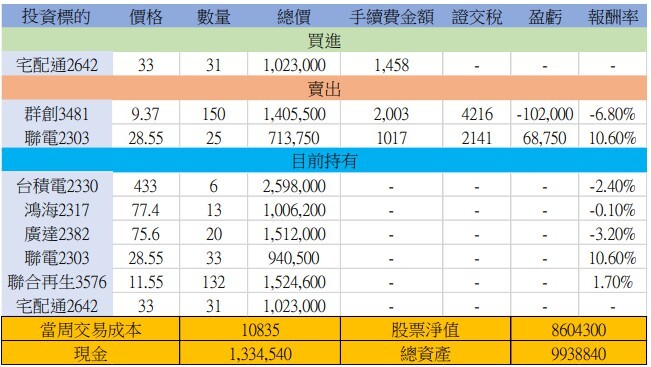 投資標的 價格 數量 總價 手續費金額 證交稅 盈虧 報酬率
買進
宅配通2642 33 31 1,023,000 1,458 - - -
賣出
群創3481 9.37 150 1,405,500 2,003 4216 -102,000 -6.80%
聯電2303 28.55 25 713,750 1017 2141 68,750 10.60%
目前持有
台積電2330 433 6 2,598,000 - - - -2.40%
鴻海2317 77.4 13 1,006,200 - - - -0.10%
廣達2382 75.6 20 1,512,000 - - - -3.20%
聯電2303 28.55 33 940,500 - - - 10.60%
聯合再生3576 11.55 132 1,524,600 - - - 1.70%
宅配通2642 33 31 1,023,000 - - -
當周交易成本 10835 股票淨值 8604300
現金 1,334,540 總資產 9938840